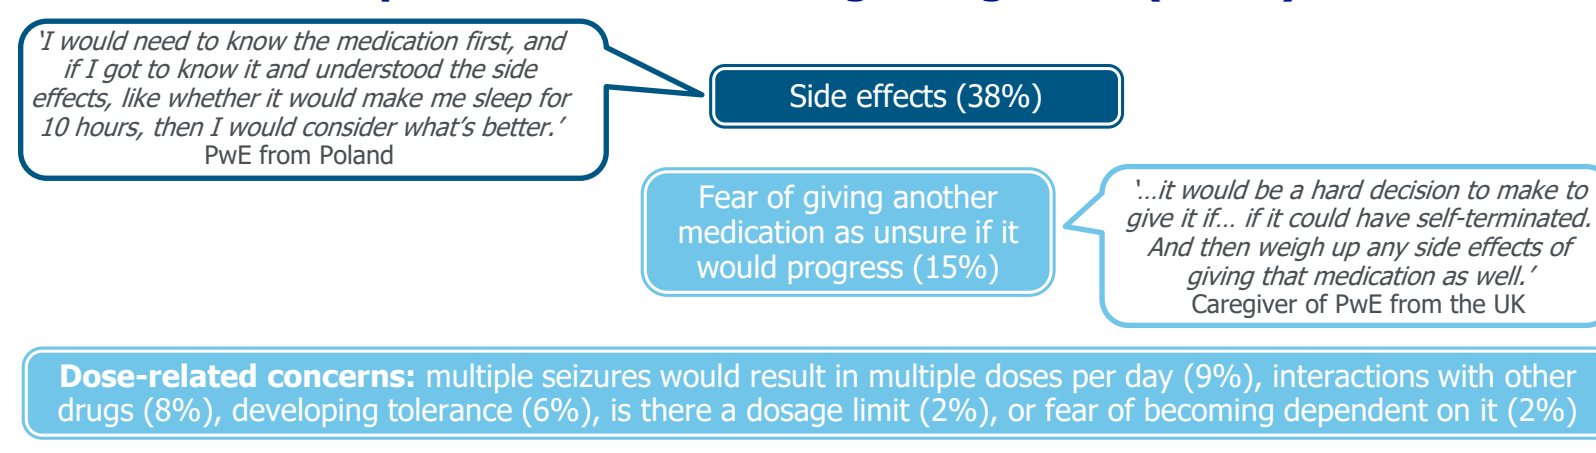 ‘I would need to know the medication first, and
if I got to know it and understood the side
effects, like whether it would make me sleep for
10 hours, then I would consider what’s better.’
PwE from Poland
Side effects (38%)
Fear of giving another
medication as unsure if it
would progress (15%)
‘…it would be a hard decision to make to
give it if… if it could have self-terminated.
And then weigh up any side effects of
giving that medication as well.’
Caregiver of PwE from the UK
Dose-related concerns: multiple seizures would result in multiple doses per day (9%), interactions with other
drugs (8%), developing tolerance (6%), is there a dosage limit (2%), or fear of becoming dependent on it (2%)